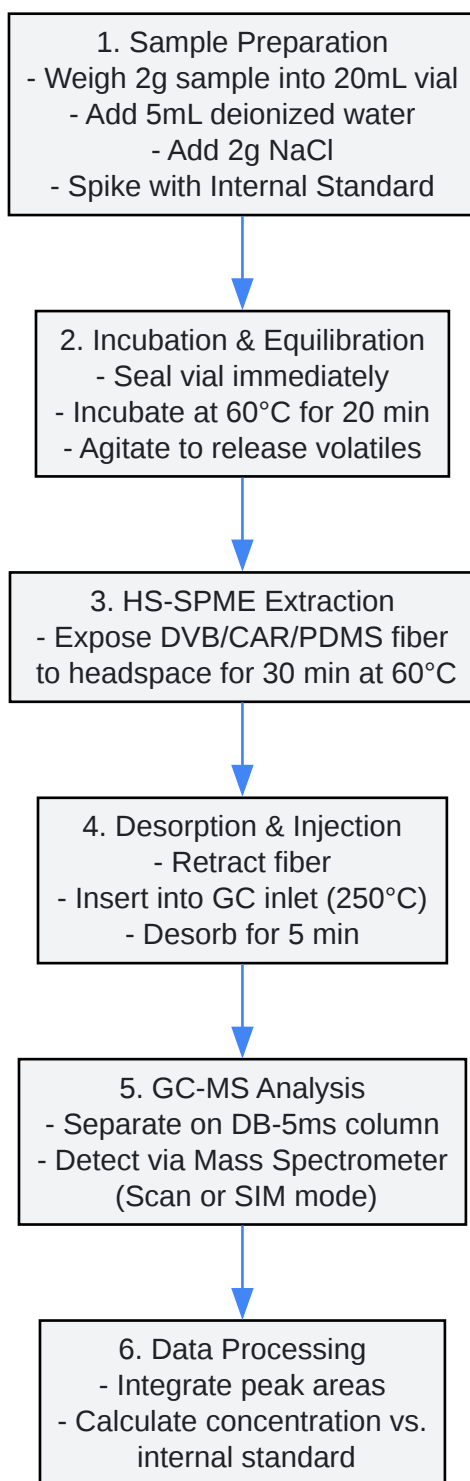 1. Sample Preparation
- Weigh 2g sample into 20mL vial
- Add 5mL deionized water
- Add 2g NaCl
- Spike with Internal Standard
2. Incubation & Equilibration
- Seal vial immediately
- Incubate at 60°C for 20 min
- Agitate to release volatiles
3. HS-SPME Extraction
- Expose DVB/CAR/PDMS fiber
to headspace for 30 min at 60°C
4. Desorption & Injection
- Retract fiber
- Insert into GC inlet (250°C)
- Desorb for 5 min
5. GC-MS Analysis
- Separate on DB-5ms column
- Detect via Mass Spectrometer
(Scan or SIM mode)
6. Data Processing
- Integrate peak areas
- Calculate concentration vs.
internal standard